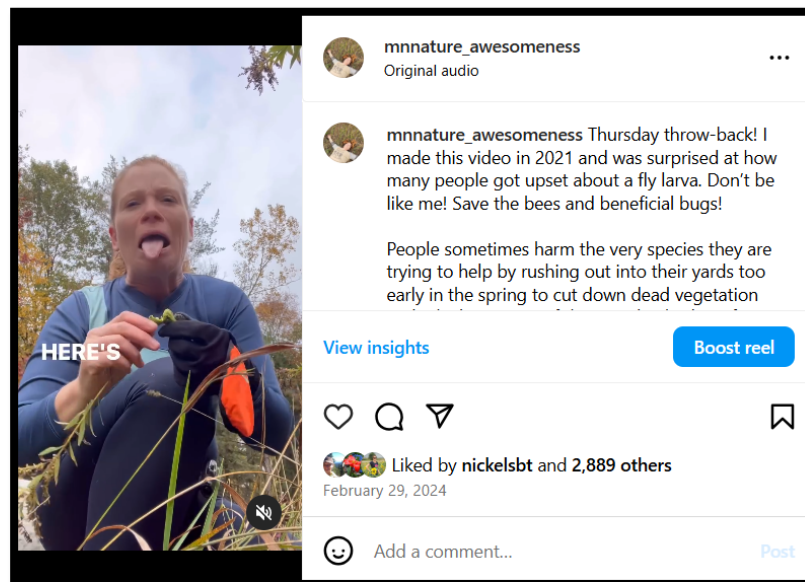 mnnature_awesomeness
Original audio
mnnature_awesomeness Thursday throw-back! I
made this video in 2021 and was surprised at how
many people got upset about a fly larva. Don't be
like me! Save the bees and beneficial bugs!
People sometimes harm the very species they are
trying to help by rushing out into their yards too
early in the spring to cut down dead vegetation
HERE'S
View insights
Boost reel
Liked by nickelsbt and 2,889 others
February 29, 2024
Add a comment...
Post